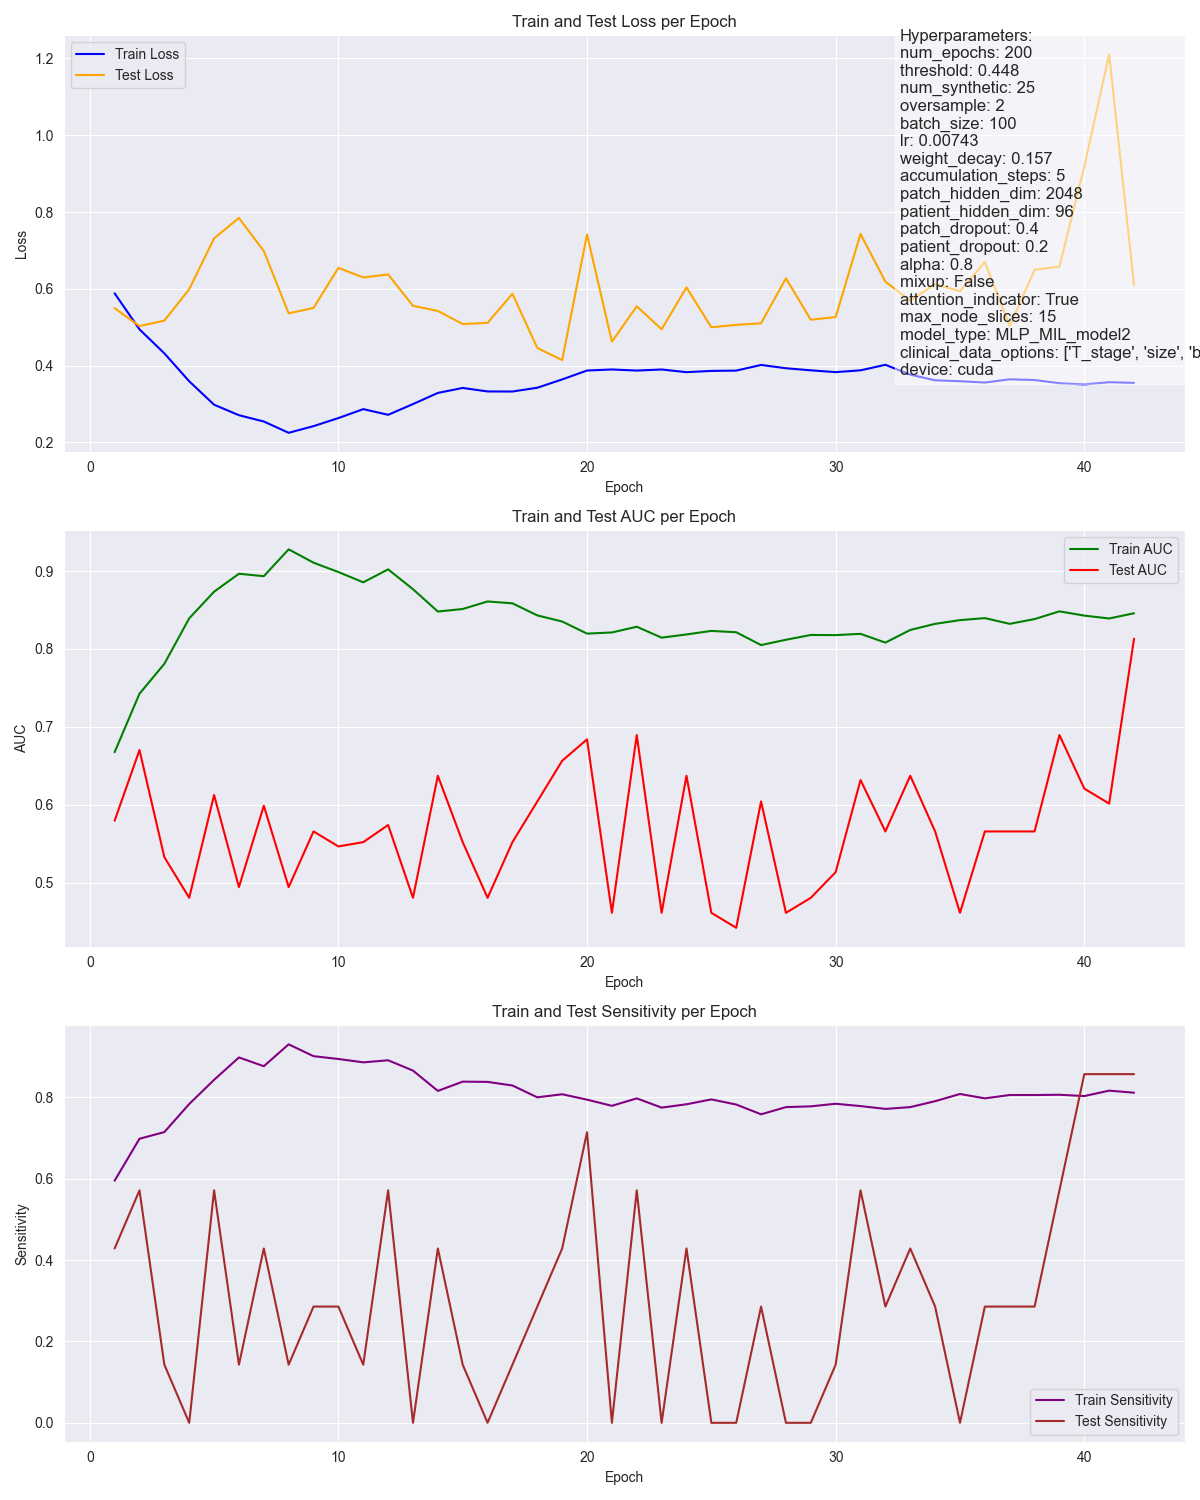 Train and Test Loss per Epoch
Train Loss
Test Loss
Hyperparameters:
num_epochs: 200
threshold: 0.448
num_synthetic: 25
oversample: 2
batch_size: 100
lr: 0.00743
weight_decay: 0.157
accumulation_steps: 5
patch_hidden_dim: 2048
patient_hidden_dim: 96
patch_dropout: 0.4
patient_dropout: 0.2
alpha: 0.8
mixup: False
attention_indicator: True
max_node_slices: 15
model_type: MLP_MIL_model2
clinical_data_options: ['T_stage', 'size', 'b
device: cuda
1.2
1.0
0.8
0.6
0.4
0.2
Loss
0 10 20 30 40
Epoch
Train and Test AUC per Epoch
Train AUC
Test AUC
0.9
0.8
0.7
0.6
0.5
AUC
0 10 20 30 40
Epoch
Train and Test Sensitivity per Epoch
0.8
0.6
0.4
0.2
0.0
Sensitivity
Train Sensitivity
Test Sensitivity
0 10 20 30 40
Epoch